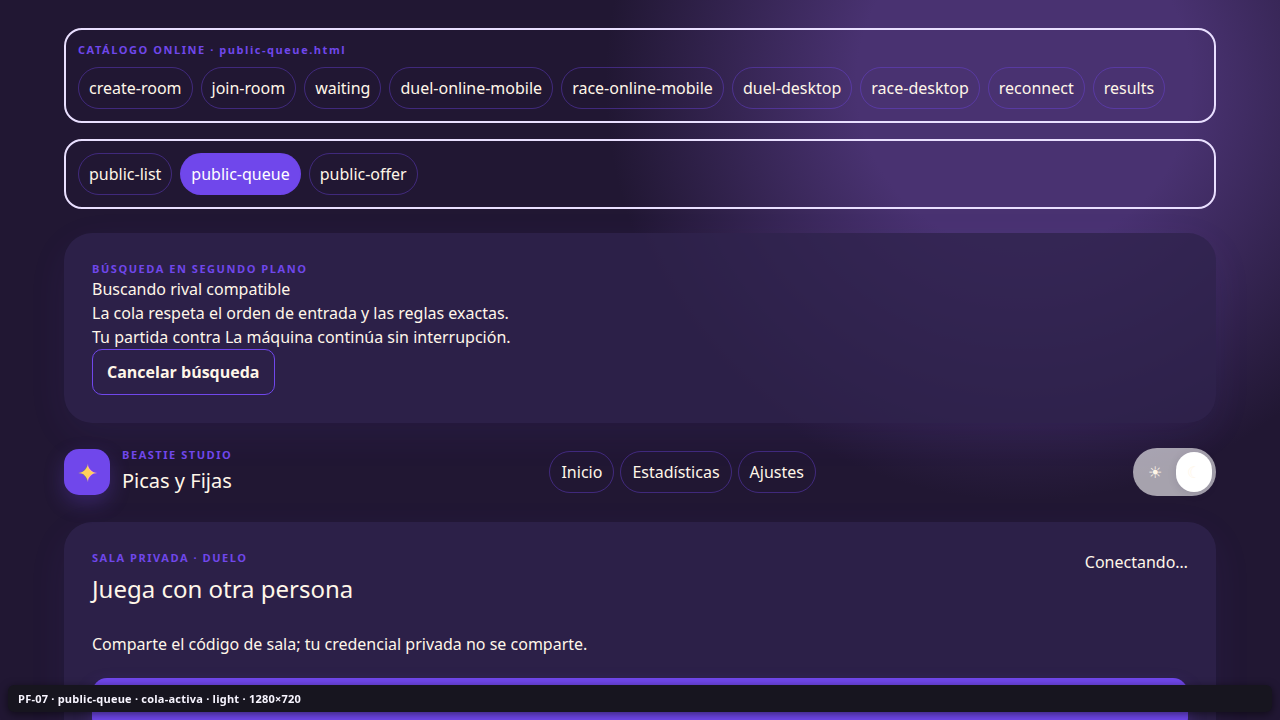 CATÁLOGO ONLINE · public-queue.html
create-room join-room waiting duel-online-mobile race-online-mobile duel-desktop race-desktop reconnect results
public-list public-queue public-offer
BÚSQUEDA EN SEGUNDO PLANO
Buscando rival compatible
La cola respeta el orden de entrada y las reglas exactas.
Tu partida contra La máquina continúa sin interrupción.
Cancelar búsqueda
BEASTIE STUDIO
Picas y Fijas
Inicio Estadísticas Ajustes
SALA PRIVADA · DUELO
Conectando…
Juega con otra persona
Comparte el código de sala; tu credencial privada no se comparte.
PF-07 · public-queue · cola-activa · light · 1280×720